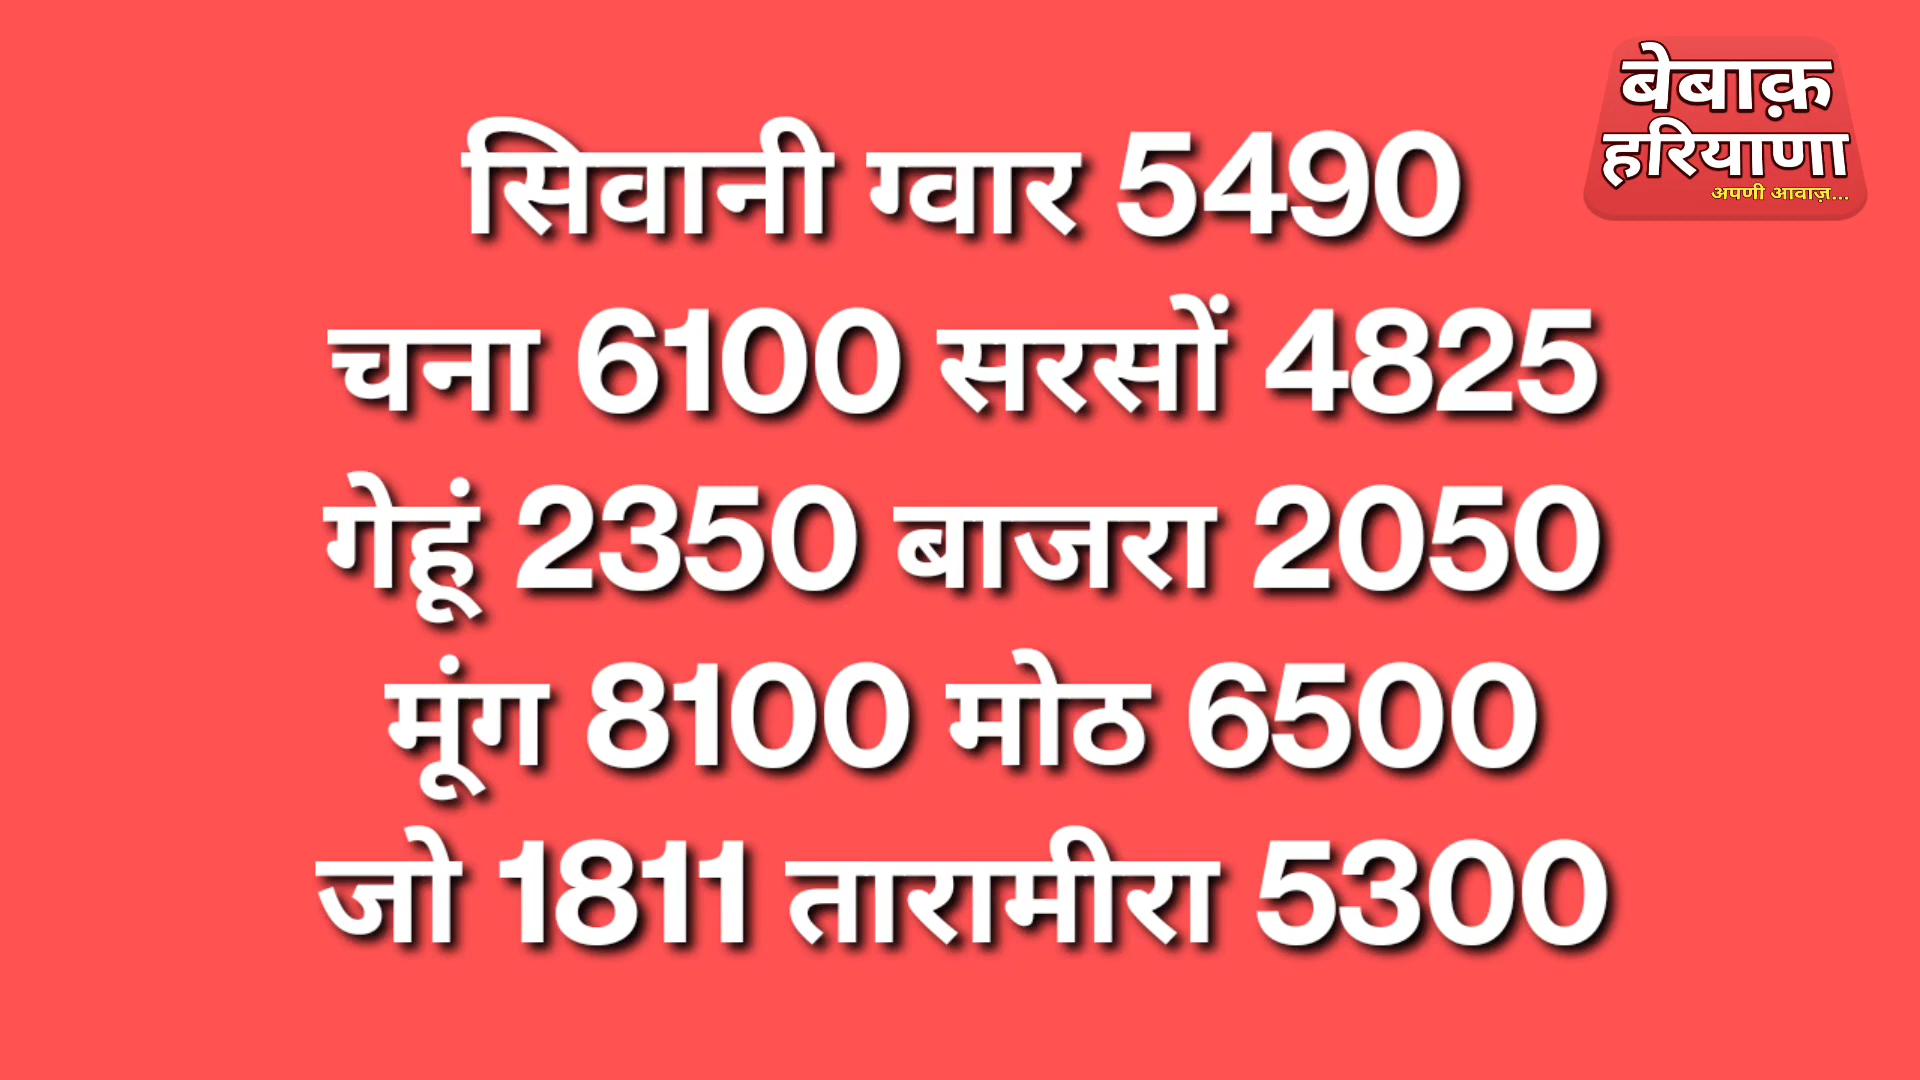 बेबाक़
हरियाणा
अपणी आवाज़...
सिवानी ग्वार 5490
चना 6100 सरसों 4825
गेहूं 2350 बाजरा 2050
मूंग 8100 मोठ 6500
जो 1811 तारामीरा 5300